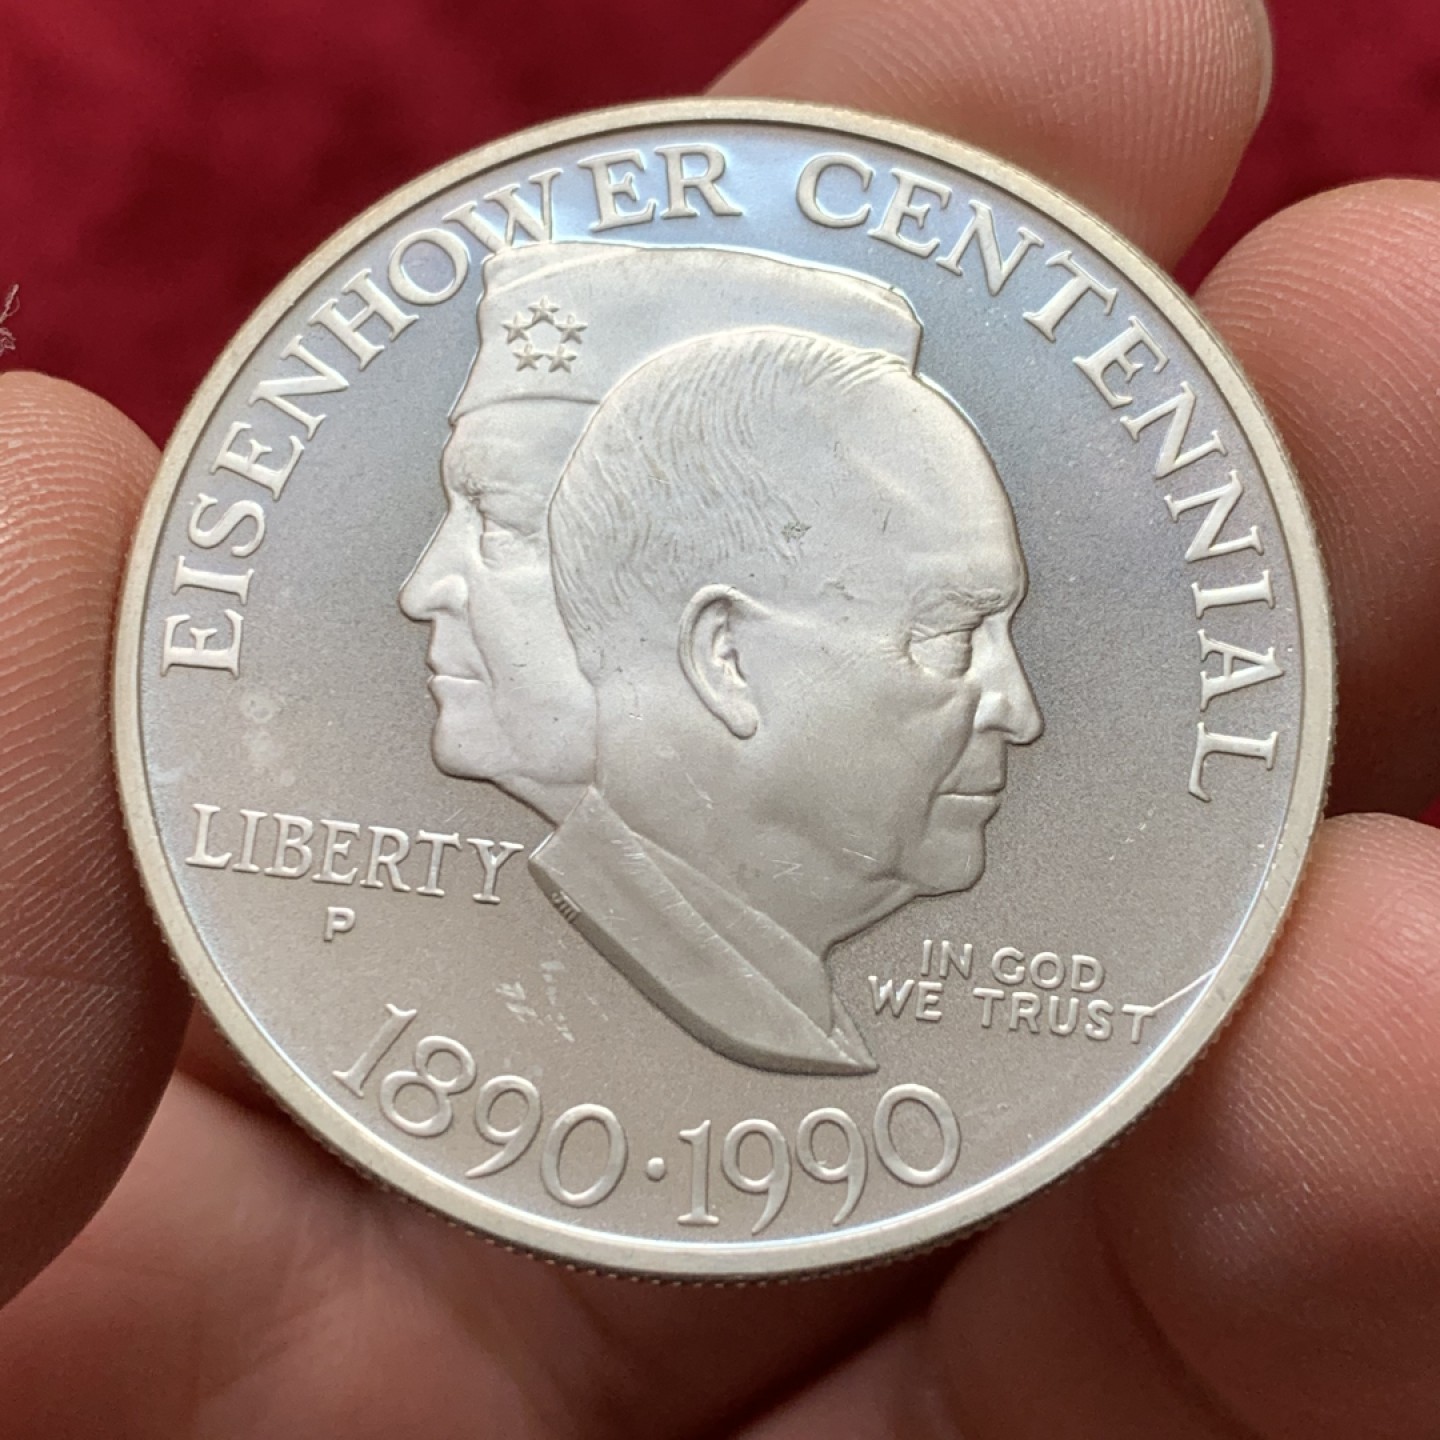 EISENHOWER CENTENNIAL
LIBERTY
P
IN GOD
WE TRUST
1890·1990